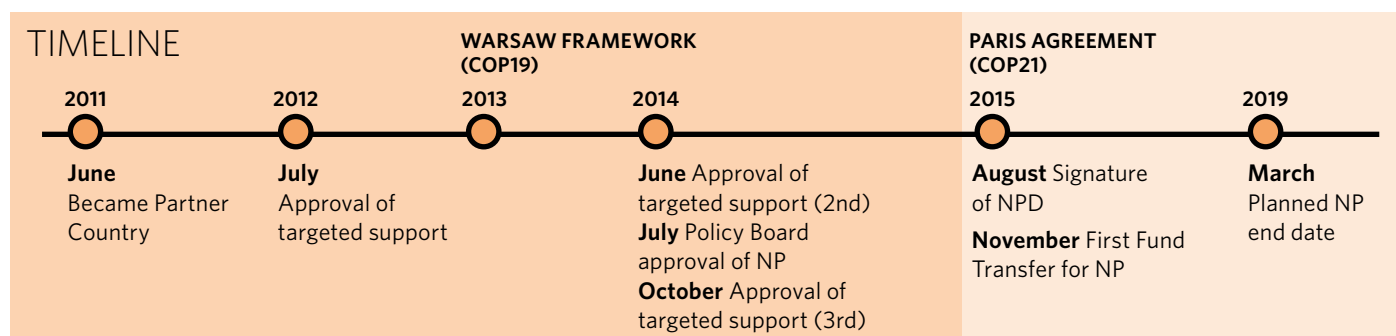 TIMELINE
WARSAW FRAMEWORK
(COP19)
PARIS AGREEMENT
(COP21)
2011
2012
2013
2014
2015
2019
June
Became Partner
Country
July
Approval of
targeted support
June Approval of
targeted support (2nd)
July Policy Board
approval of NP
October Approval of
targeted support (3rd)
August Signature
of NPD
November First Fund
Transfer for NP
March
Planned NP
end date